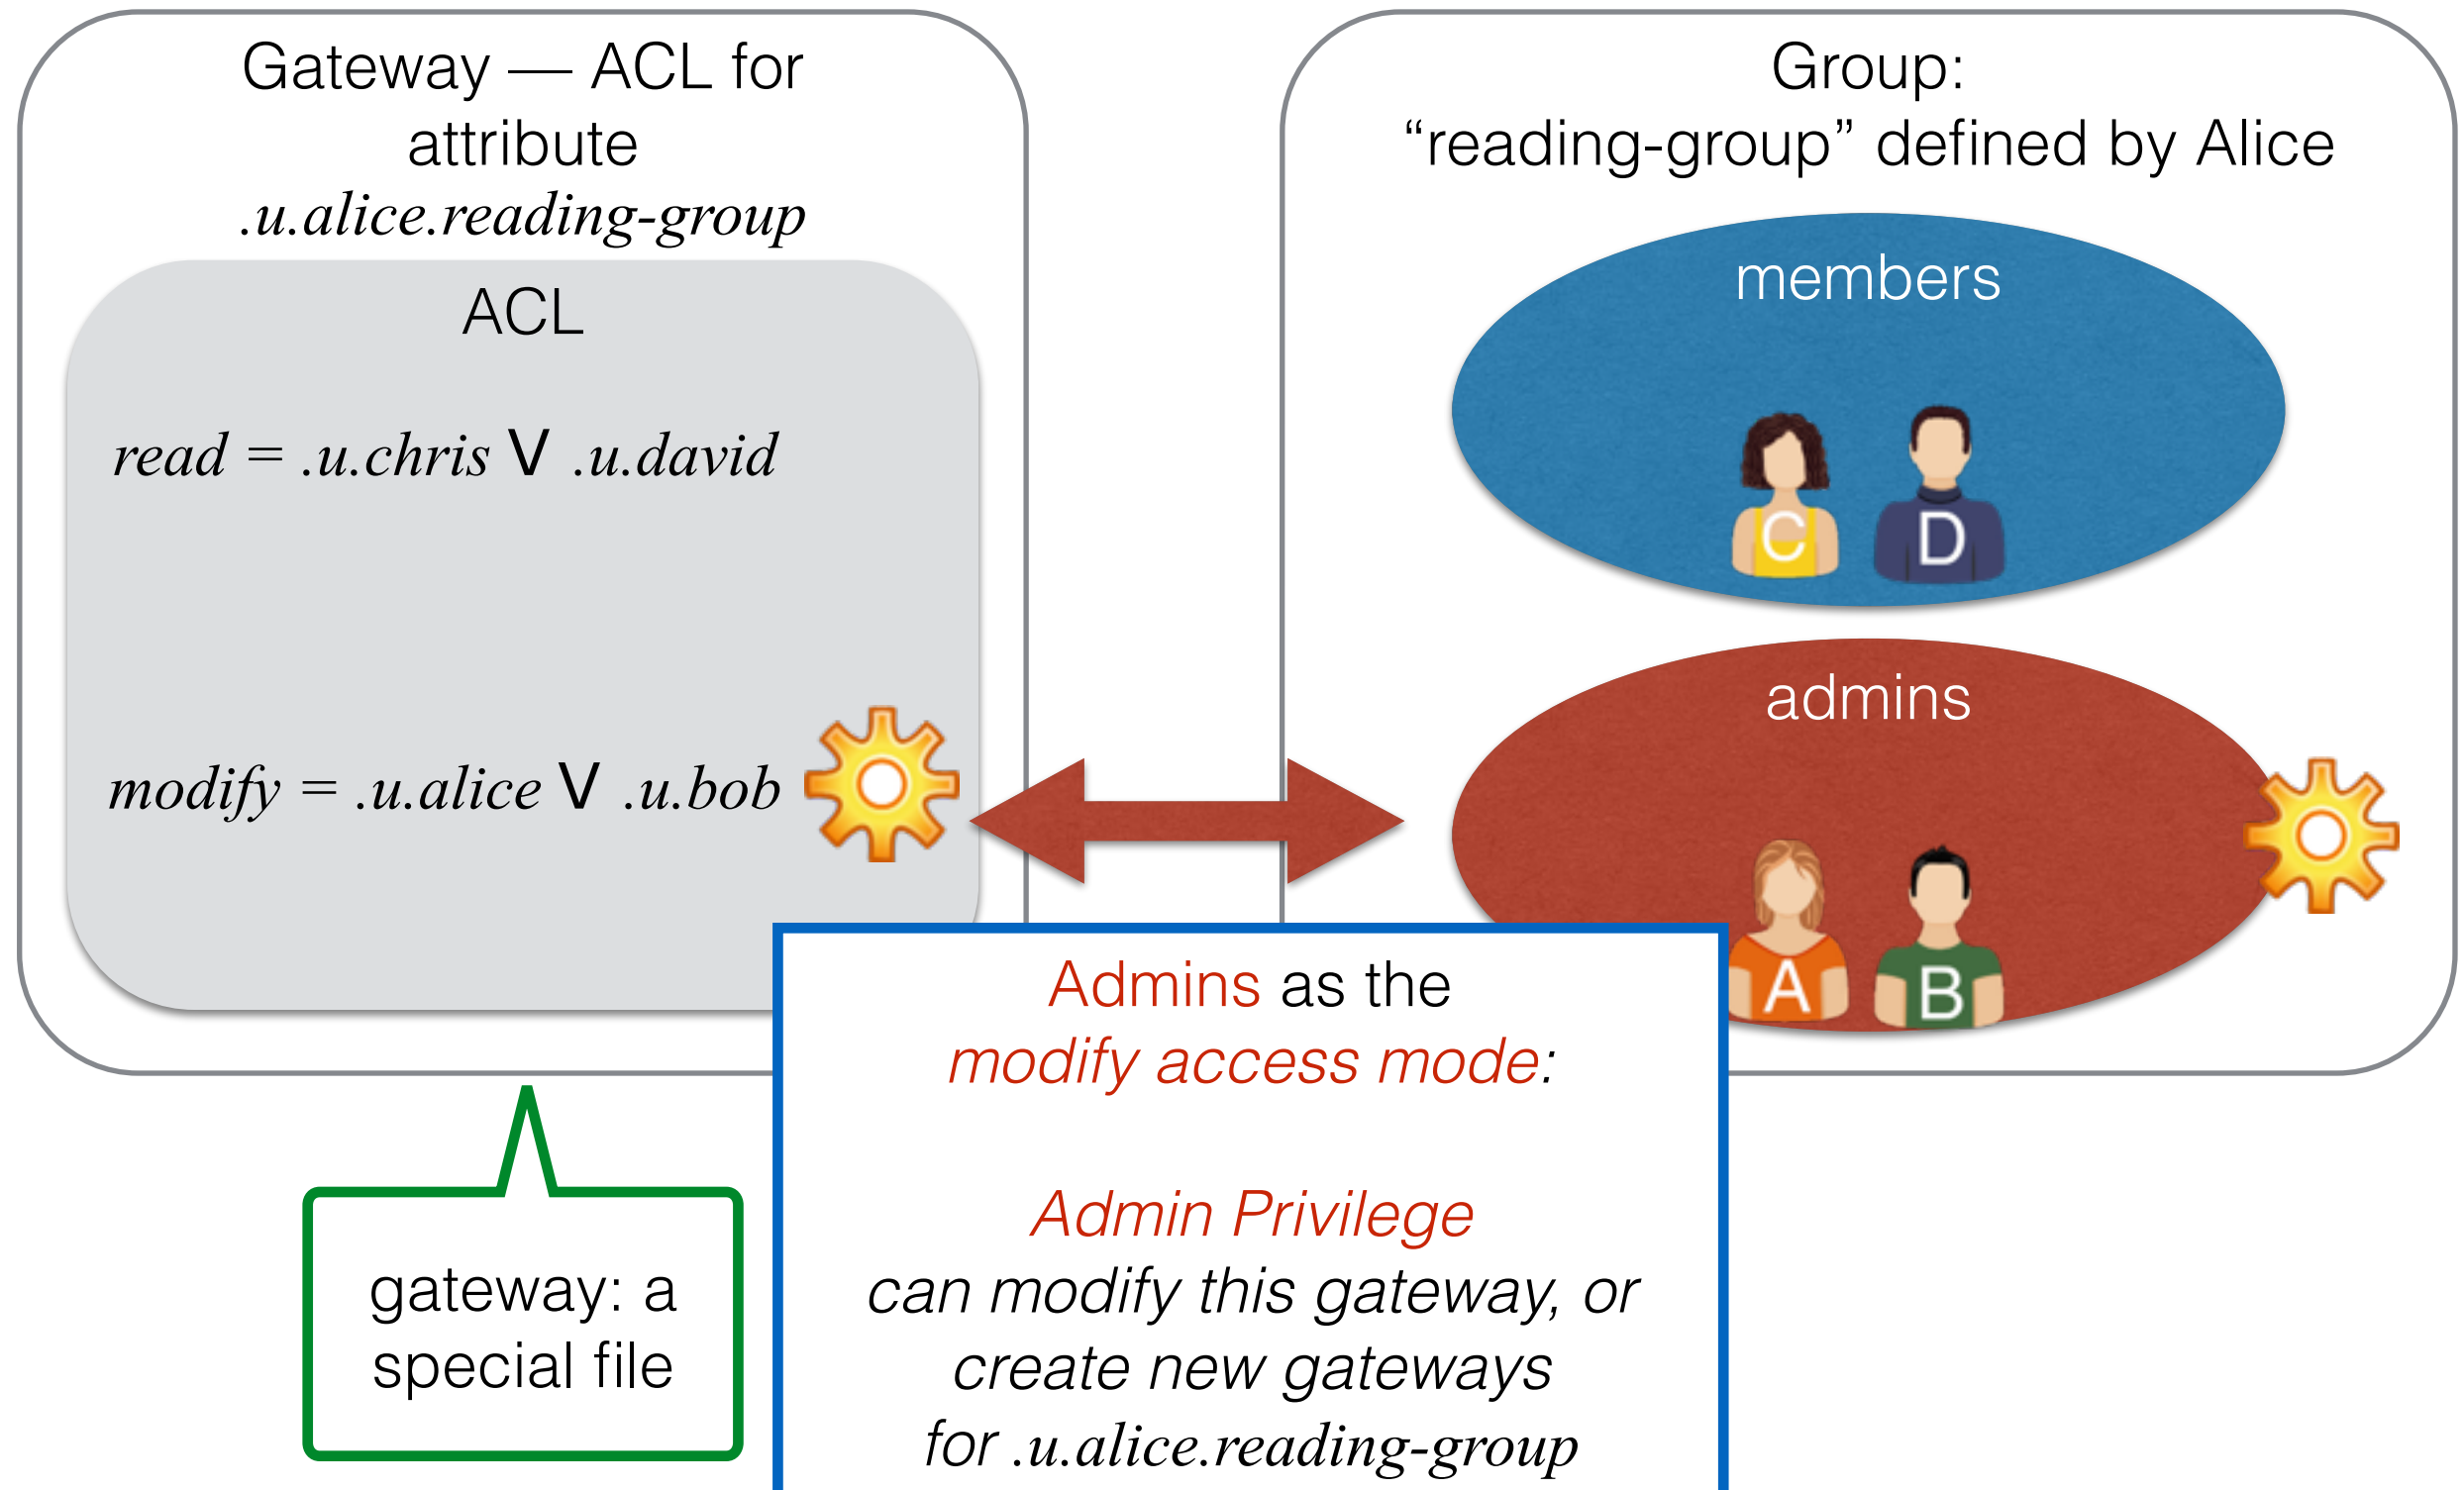 Gateway — ACL for
attribute
.u.alice.reading-group
ACL
read = .u.chris ∨ .u.david
modify = .u.alice ∨ .u.bob
Group:
“reading-group” defined by Alice
members
C
D
admins
A
B
Admins as the
modify access mode:
Admin Privilege
can modify this gateway, or
create new gateways
for .u.alice.reading-group
gateway: a
special file